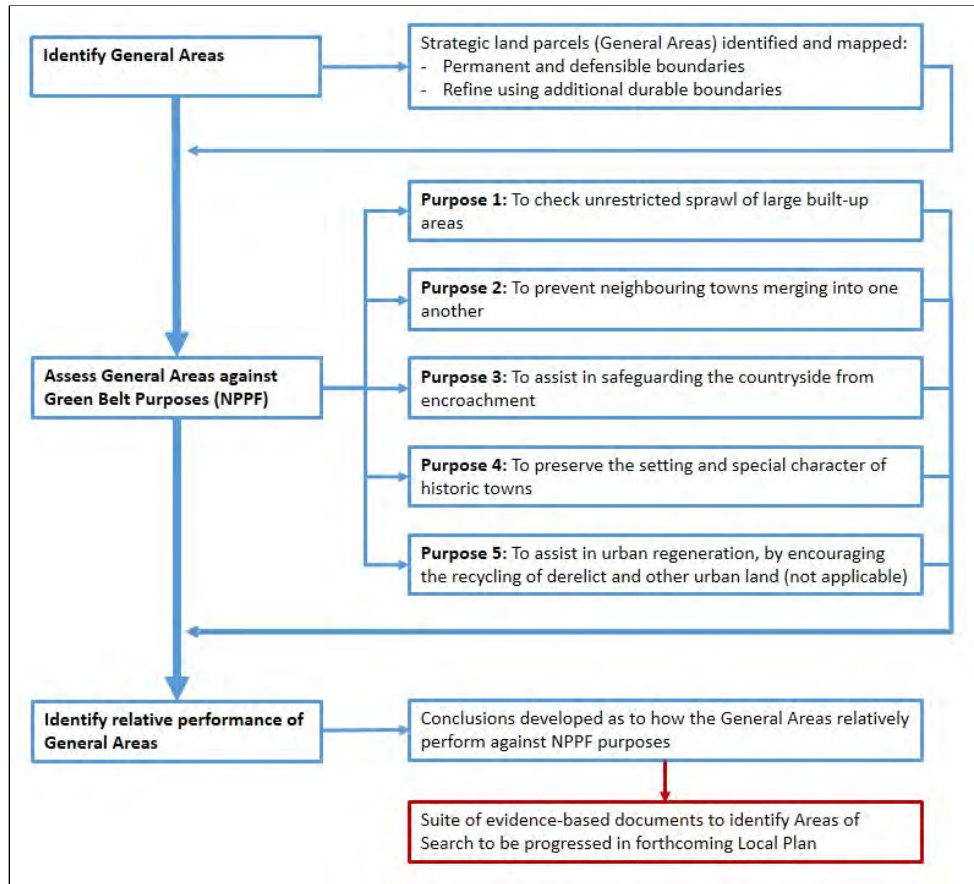 Identify General Areas
Strategic land parcels (General Areas) identified and mapped:
- Permanent and defensible boundaries
- Refine using additional durable boundaries
Purpose 1: To check unrestricted sprawl of large built-up
areas
Purpose 2: To prevent neighbouring towns merging into one
another
Assess General Areas against
Green Belt Purposes (NPPF)
Purpose 3: To assist in safeguarding the countryside from
encroachment
Purpose 4: To preserve the setting and special character of
historic towns
Purpose 5: To assist in urban regeneration, by encouraging
the recycling of derelict and other urban land (not applicable)
Identify relative performance of
General Areas
Conclusions developed as to how the General Areas relatively
perform against NPPF purposes
Suite of evidence-based documents to identify Areas of
Search to be progressed in forthcoming Local Plan